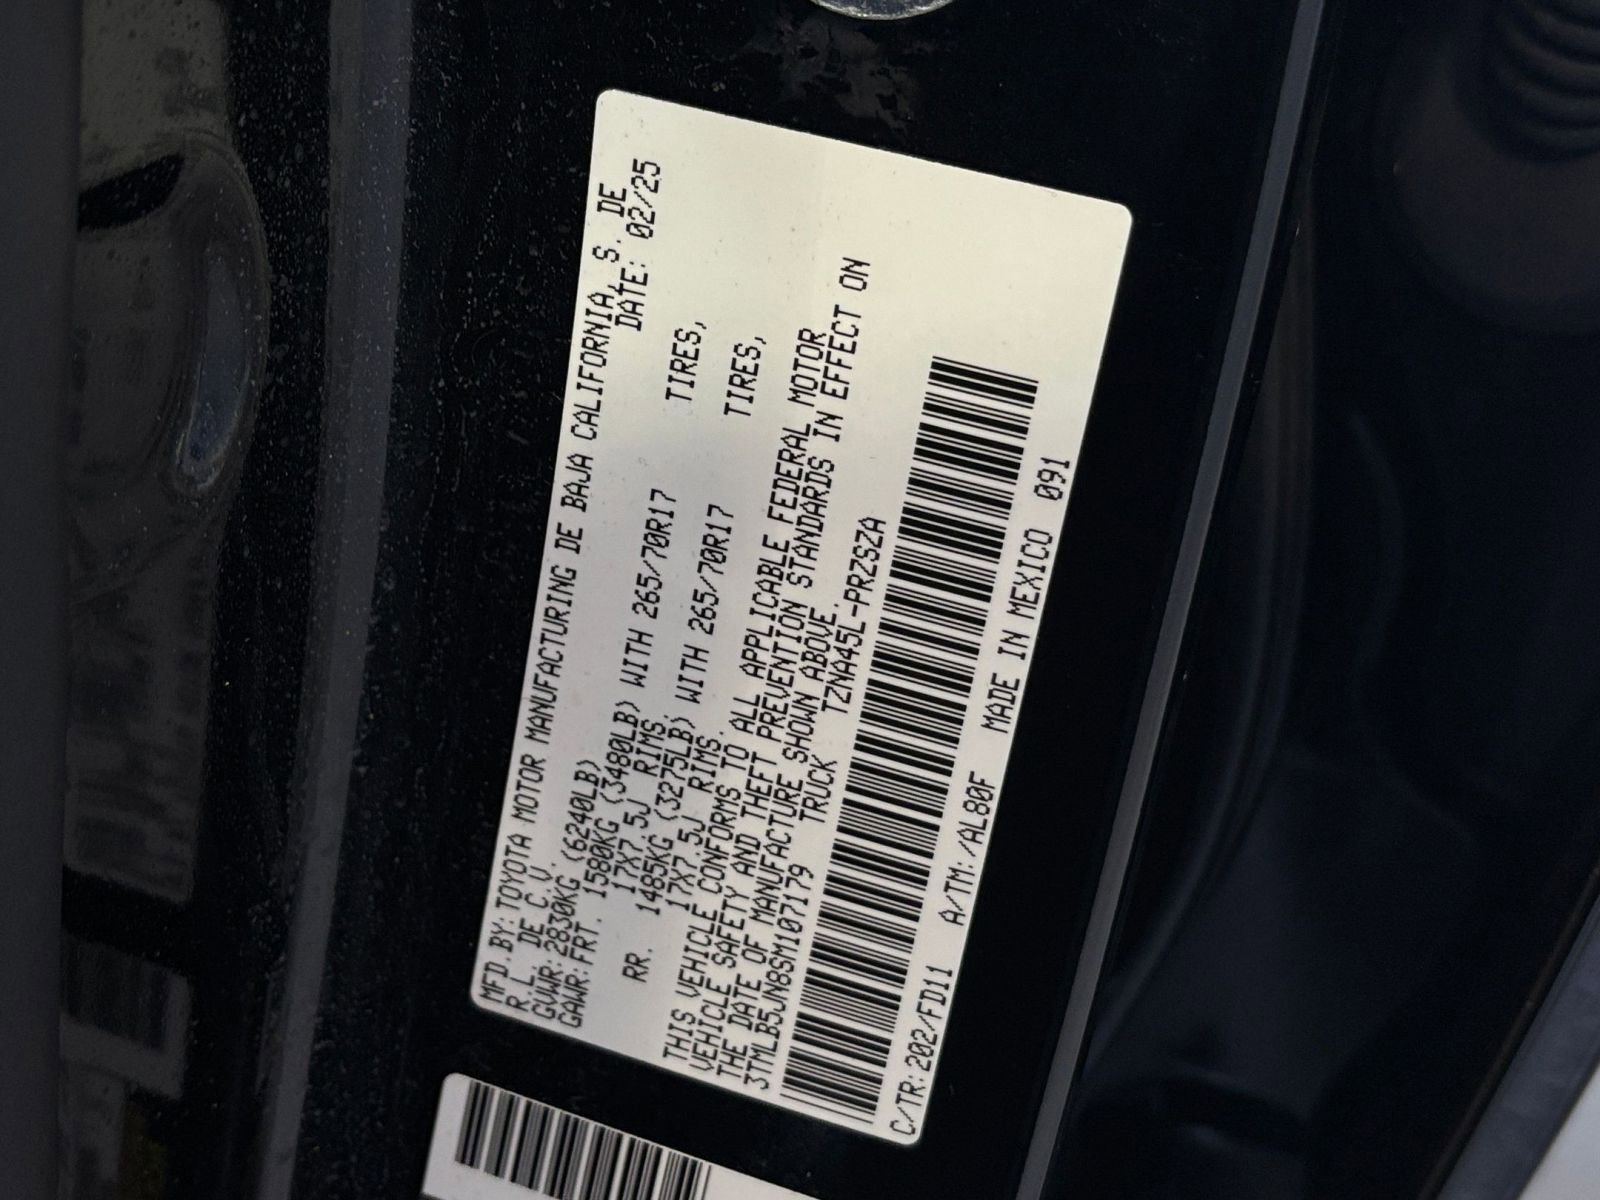 MFD.BY:TOYOTA MOTOR MANUFACTURING DE BAJA CALIFORNIA, S. DE
R.L. DE C.V. DATE: 02/25
GVWR:2830KG (6240LB)
GAWR:FRT. 1580KG (3480LB) WITH 265/70R17 TIRES,
17X7.5J RIMS,
RR. 1485KG (3275LB) WITH 265/70R17 TIRES,
17X7.5J RIMS.
THIS VEHICLE CONFORMS TO ALL APPLICABLE FEDERAL MOTOR
VEHICLE SAFETY AND THEFT PREVENTION STANDARDS IN EFFECT ON
THE DATE OF MANUFACTURE SHOWN ABOVE.
3TMLB5JN8SM107179 TRUCK TZNA45L-PRZSZA
C/TR:202/FD11 A/TM:/AL80F MADE IN MEXICO 091